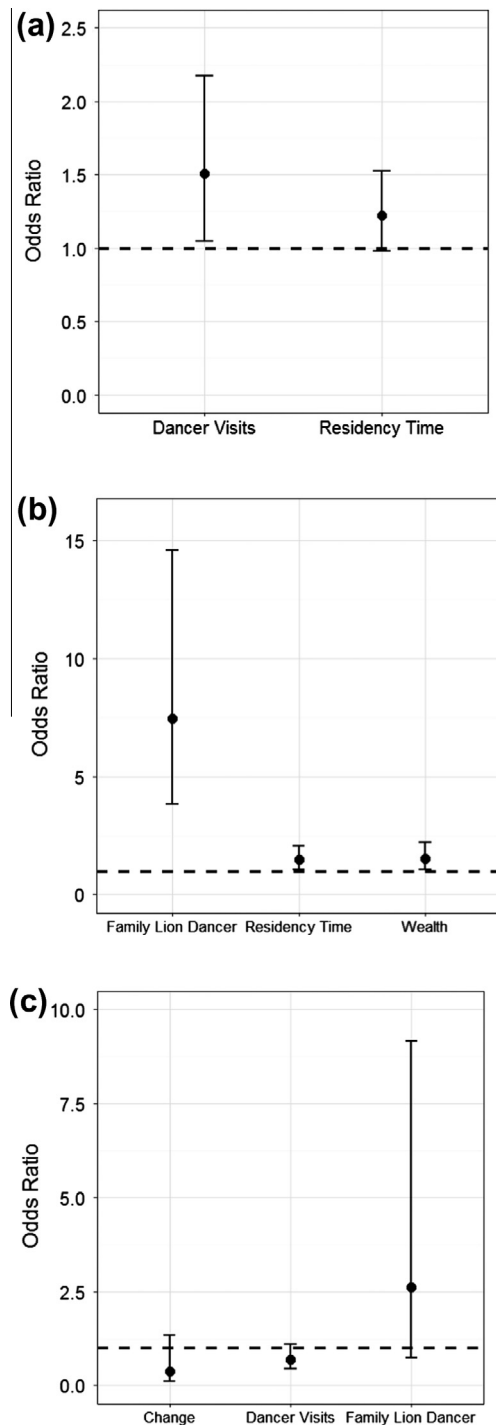 (a)
2.5
2.0
1.5
1.0
0.5
0.0
Odds Ratio
Dancer Visits Residency Time
(b)
15
10
5
0
Odds Ratio
Family Lion Dancer Residency Time Wealth
(c)
10.0
7.5
5.0
2.5
0.0
Odds Ratio
Change Dancer Visits Family Lion Dancer